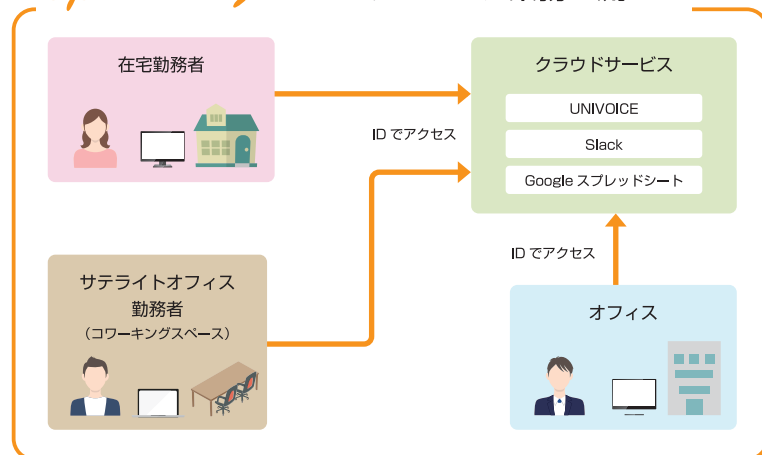 在宅勤務者
クラウドサービス
UNIVOICE
Slack
Google スプレッドシート
ID でアクセス
ID でアクセス
サテライトオフィス
勤務者
（コワーキングスペース）
オフィス